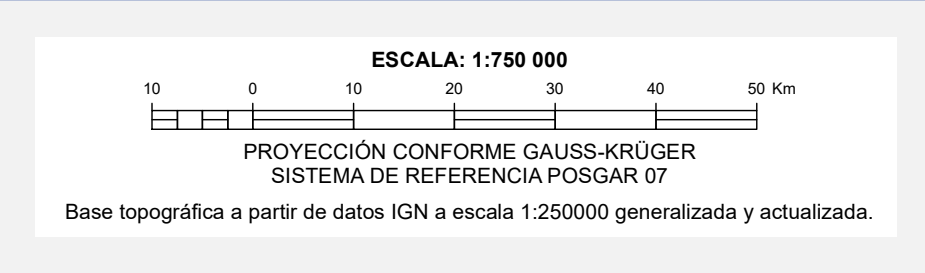 ESCALA: 1:750 000
10 0 10 20 30 40 50 Km
PROYECCIÓN CONFORME GAUSS-KRÜGER
SISTEMA DE REFERENCIA POSGAR 07
Base topográfica a partir de datos IGN a escala 1:250000 generalizada y actualizada.